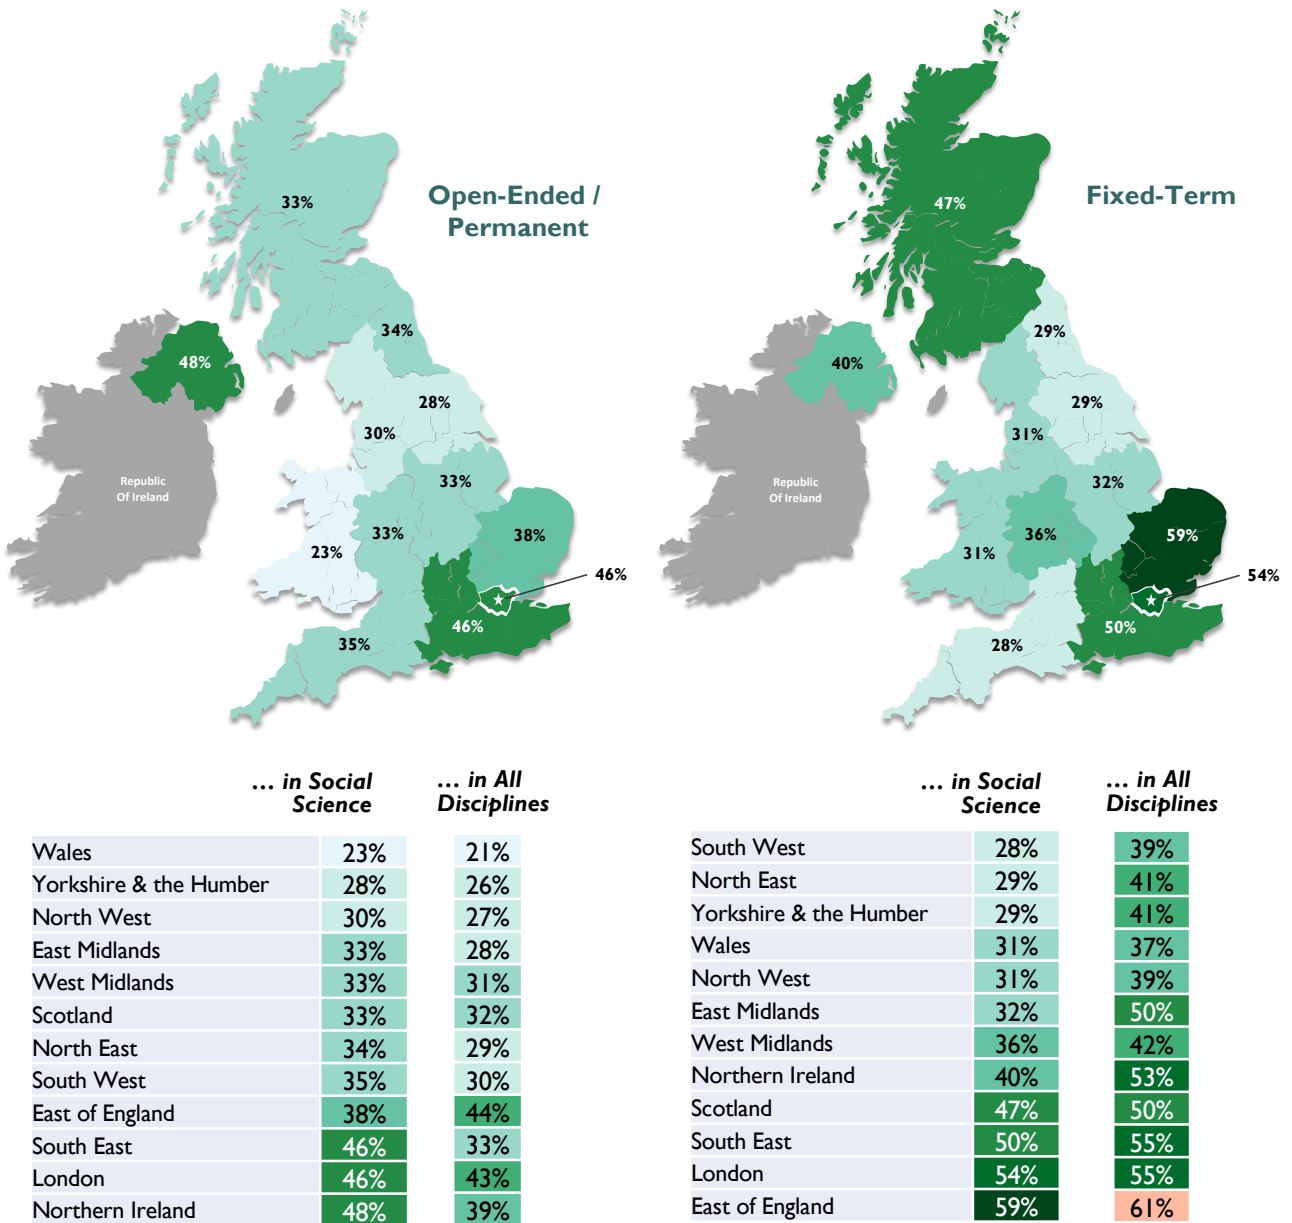 Open-Ended /
Permanent
33%
34%
48%
28%
30%
33%
Republic
Of Ireland
33%
38%
23%
46%
46%
35%
Fixed-Term
47%
29%
40%
29%
31%
32%
Republic
Of Ireland
36%
59%
31%
54%
50%
28%
… in Social
Science
… in All
Disciplines
Wales 23% 21%
Yorkshire & the Humber 28% 26%
North West 30% 27%
East Midlands 33% 28%
West Midlands 33% 31%
Scotland 33% 32%
North East 34% 29%
South West 35% 30%
East of England 38% 44%
South East 46% 33%
London 46% 43%
Northern Ireland 48% 39%
… in Social
Science
… in All
Disciplines
South West 28% 39%
North East 29% 41%
Yorkshire & the Humber 29% 41%
Wales 31% 37%
North West 31% 39%
East Midlands 32% 50%
West Midlands 36% 42%
Northern Ireland 40% 53%
Scotland 47% 50%
South East 50% 55%
London 54% 55%
East of England 59% 61%